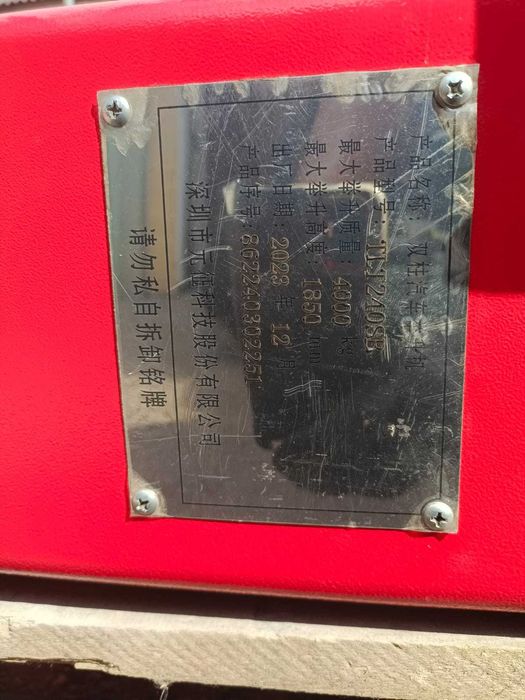 产品名称: 双柱汽车举升机
产品型号: TLT240SB
最大举升质量: 4000 kg
最大举升高度: 1850 mm
出厂日期: 2023 年 12 月
产品序号:
深圳市元征科技股份有限公司
请勿私自拆卸铭牌